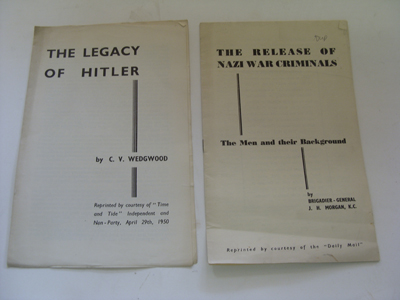 THE LEGACY
OF HITLER
by C. V. WEDGWOOD
Reprinted by courtesy of "Time
and Tide" Independent and
Non-Party, April 29th, 1950
THE RELEASE OF
NAZI WAR CRIMINALS
The Men and their Background
by
BRIGADIER-GENERAL
J. H. MORGAN, K.C.
Reprinted by courtesy of the "Daily Mail"